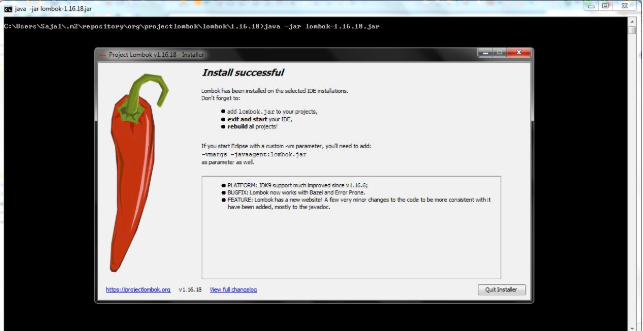 java -jar lombok-1.16.18.jar
C:\Users\Sajal\.m2\repository\org\projectlombok\lombok\1.16.18>java -jar lombok-1.16.18.jar
Project Lombok v1.16.18 - Installer
Install successful
Lombok has been installed on the selected IDE installations.
Don't forget to:
● add lombok.jar to your projects,
● exit and start your IDE,
● rebuild all projects!
If you start Eclipse with a custom -vm parameter, you'll need to add:
-vmargs -javaagent:lombok.jar
as parameter as well.
● PLATFORM: JDK9 support much improved since v1.16.6;
● BUGFIX: Lombok now works with Bazel and Error Prone.
● FEATURE: Lombok has a new website! A few very minor changes to the code to be more consistent with it
have been added, mostly to the javadoc.
https://projectlombok.org v1.16.18 View full changelog Quit Installer